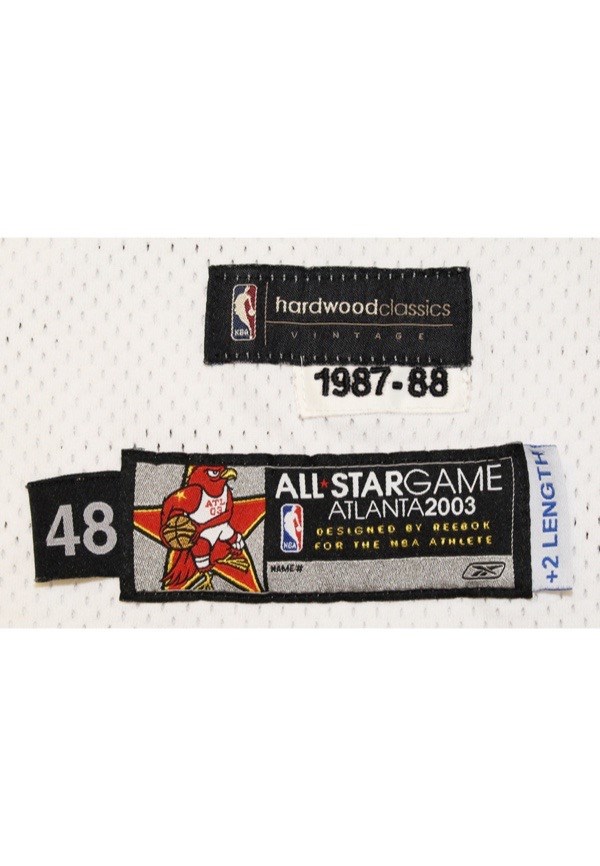 NBA
hardwoodclassics
VINTAGE
1987-88
48
ATL
03
ALL★STARGAME
ATLANTA2003
NBA
DESIGNED BY REEBOK
FOR THE NBA ATHLETE
NAME #
+2 LENGTH